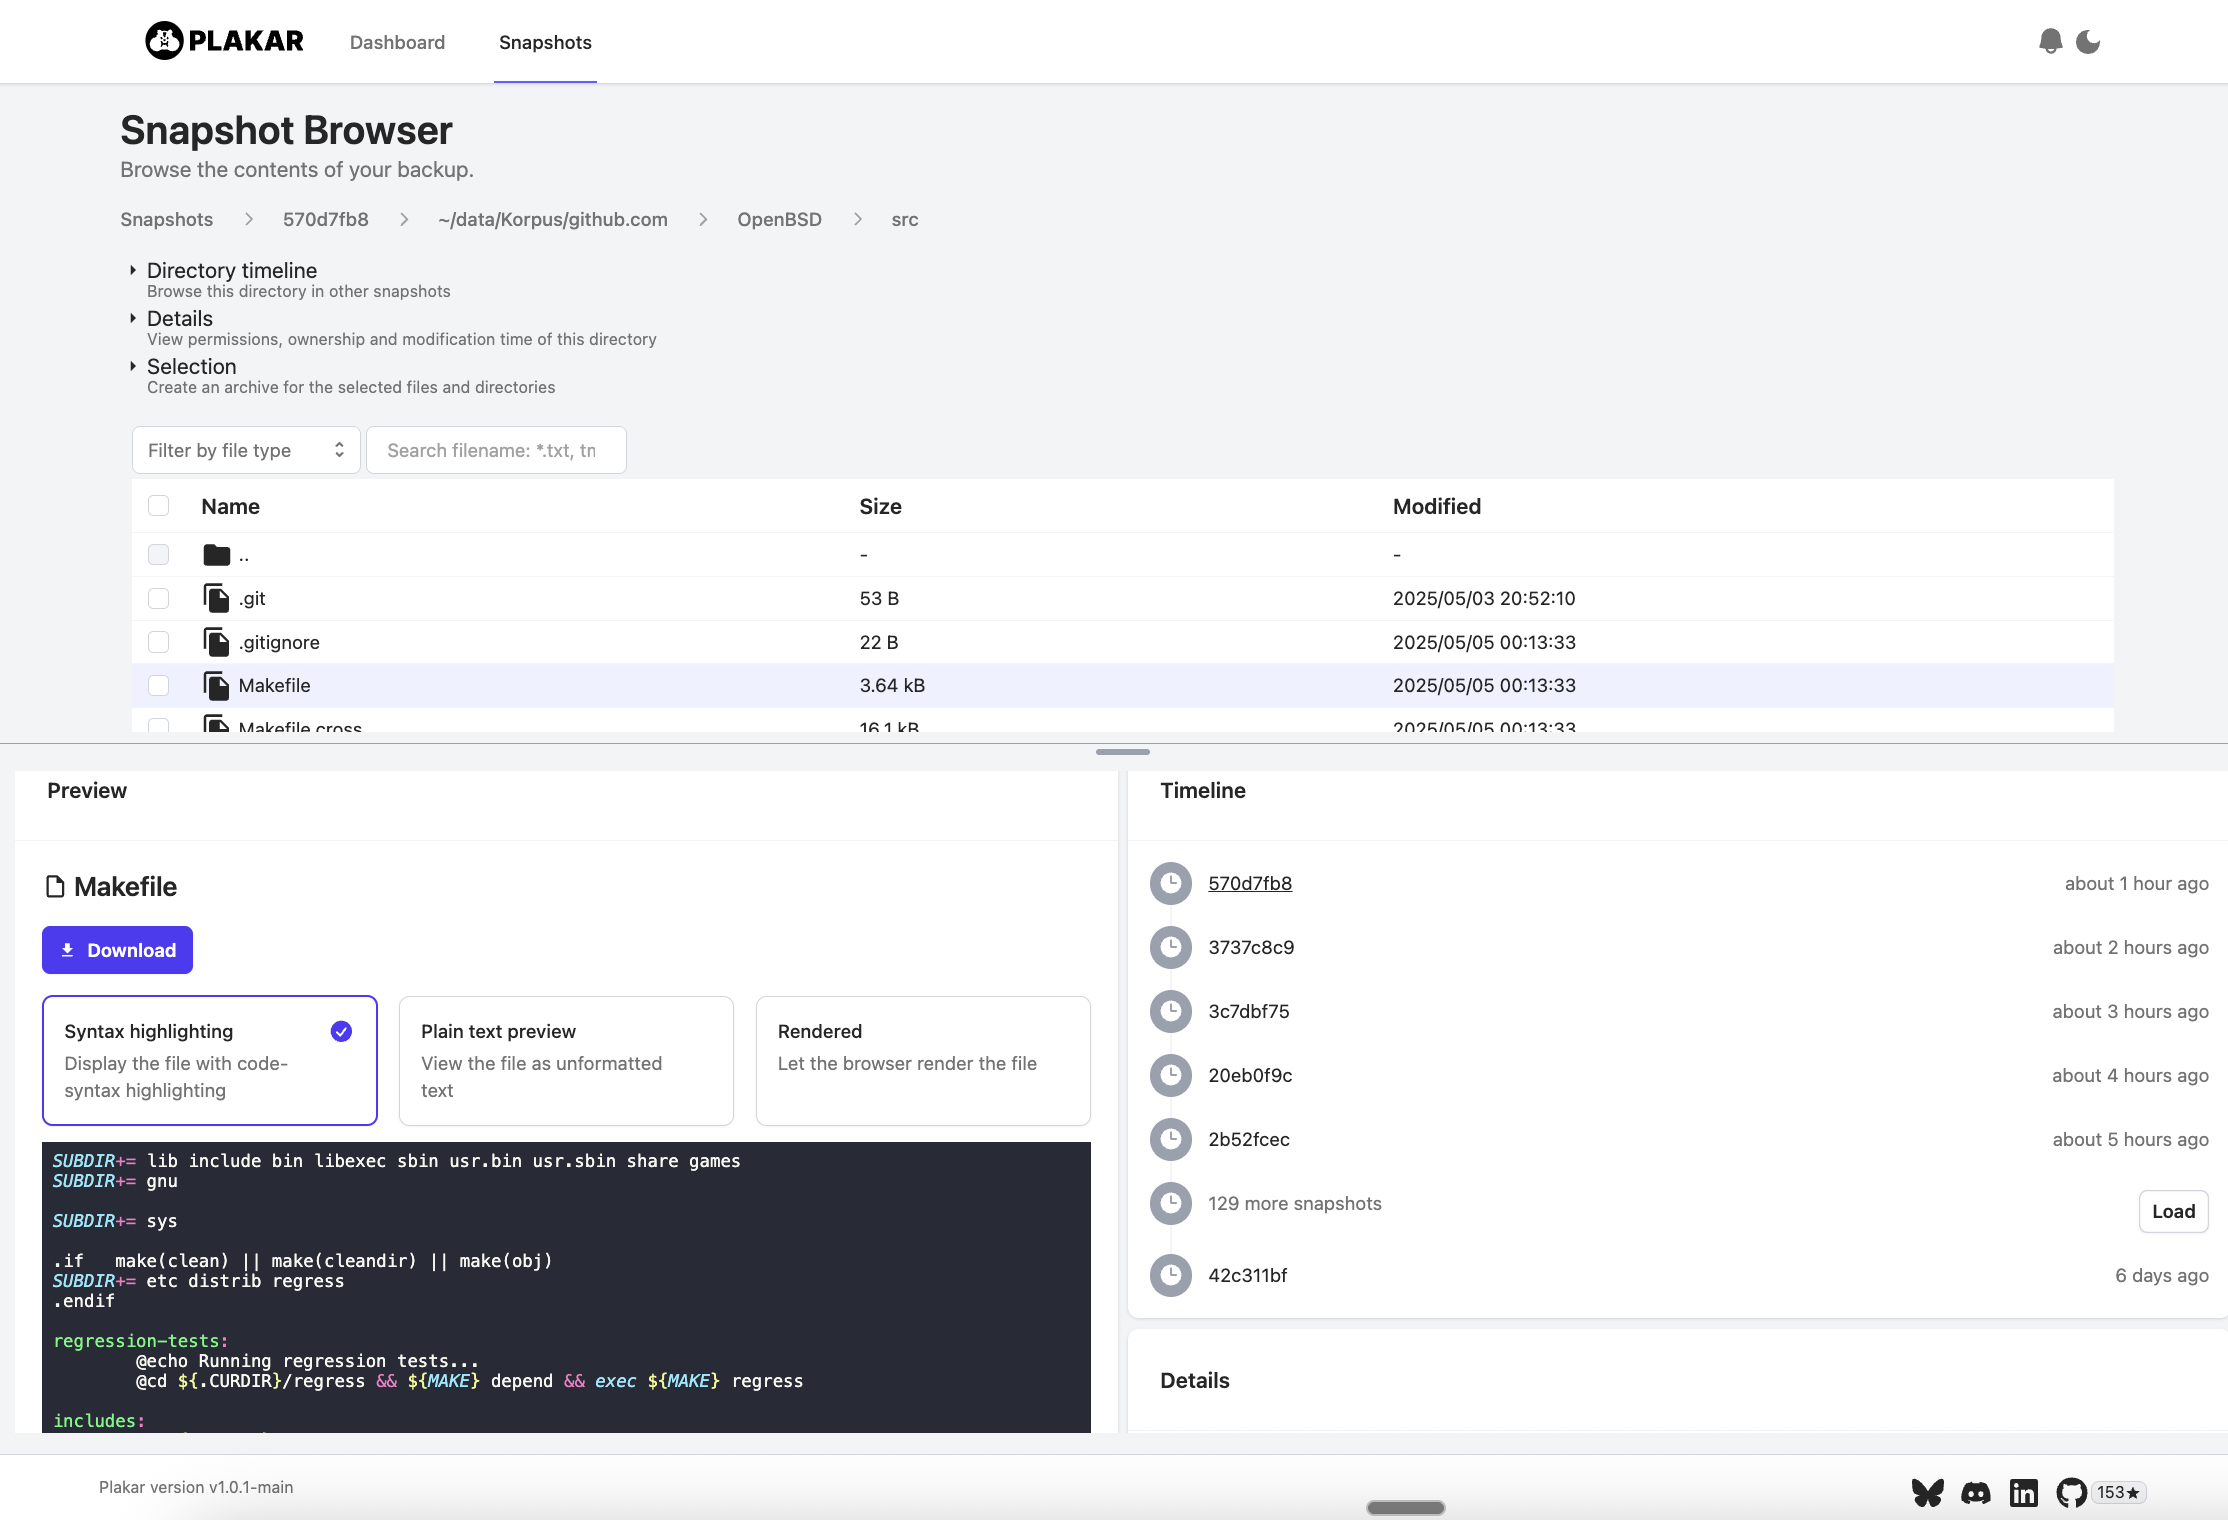 PLAKAR
Dashboard
Snapshots
Snapshot Browser
Browse the contents of your backup.
Snapshots
570d7fb8
~/data/Korpus/github.com
OpenBSD
src
Directory timeline
Browse this directory in other snapshots
Details
View permissions, ownership and modification time of this directory
Selection
Create an archive for the selected files and directories
Filter by file type
Search filename: *.txt, tm
Name Size Modified
.. - -
.git 53 B 2025/05/03 20:52:10
.gitignore 22 B 2025/05/05 00:13:33
Makefile 3.64 kB 2025/05/05 00:13:33
Makefile.cross 16.1 kB 2025/05/05 00:13:33
Preview
Makefile
Download
Syntax highlighting
Display the file with code-
syntax highlighting
Plain text preview
View the file as unformatted
text
Rendered
Let the browser render the file
SUBDIR+= lib include bin libexec sbin usr.bin usr.sbin share games
SUBDIR+= gnu
SUBDIR+= sys
.if   make(clean) || make(cleandir) || make(obj)
SUBDIR+= etc distrib regress
.endif
regression-tests:
@echo Running regression tests...
@cd ${.CURDIR}/regress && ${MAKE} depend && exec ${MAKE} regress
includes:
Timeline
570d7fb8 about 1 hour ago
3737c8c9 about 2 hours ago
3c7dbf75 about 3 hours ago
20eb0f9c about 4 hours ago
2b52fcec about 5 hours ago
129 more snapshots
Load
42c311bf 6 days ago
Details
Plakar version v1.0.1-main
153★